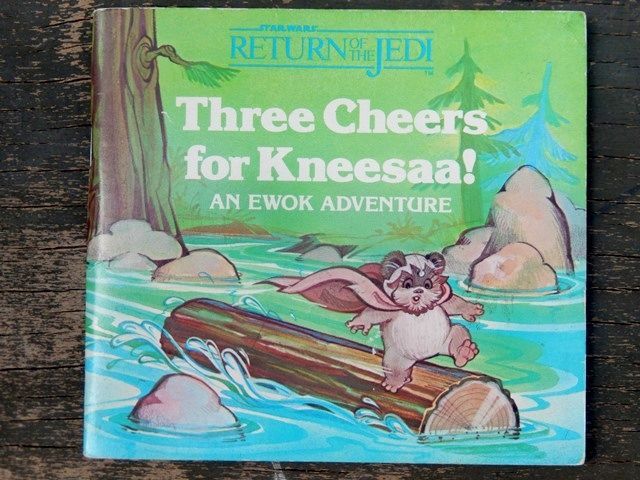 STAR WARS
RETURN OF THE JEDI
TM
Three Cheers
for Kneesaa!
AN EWOK ADVENTURE